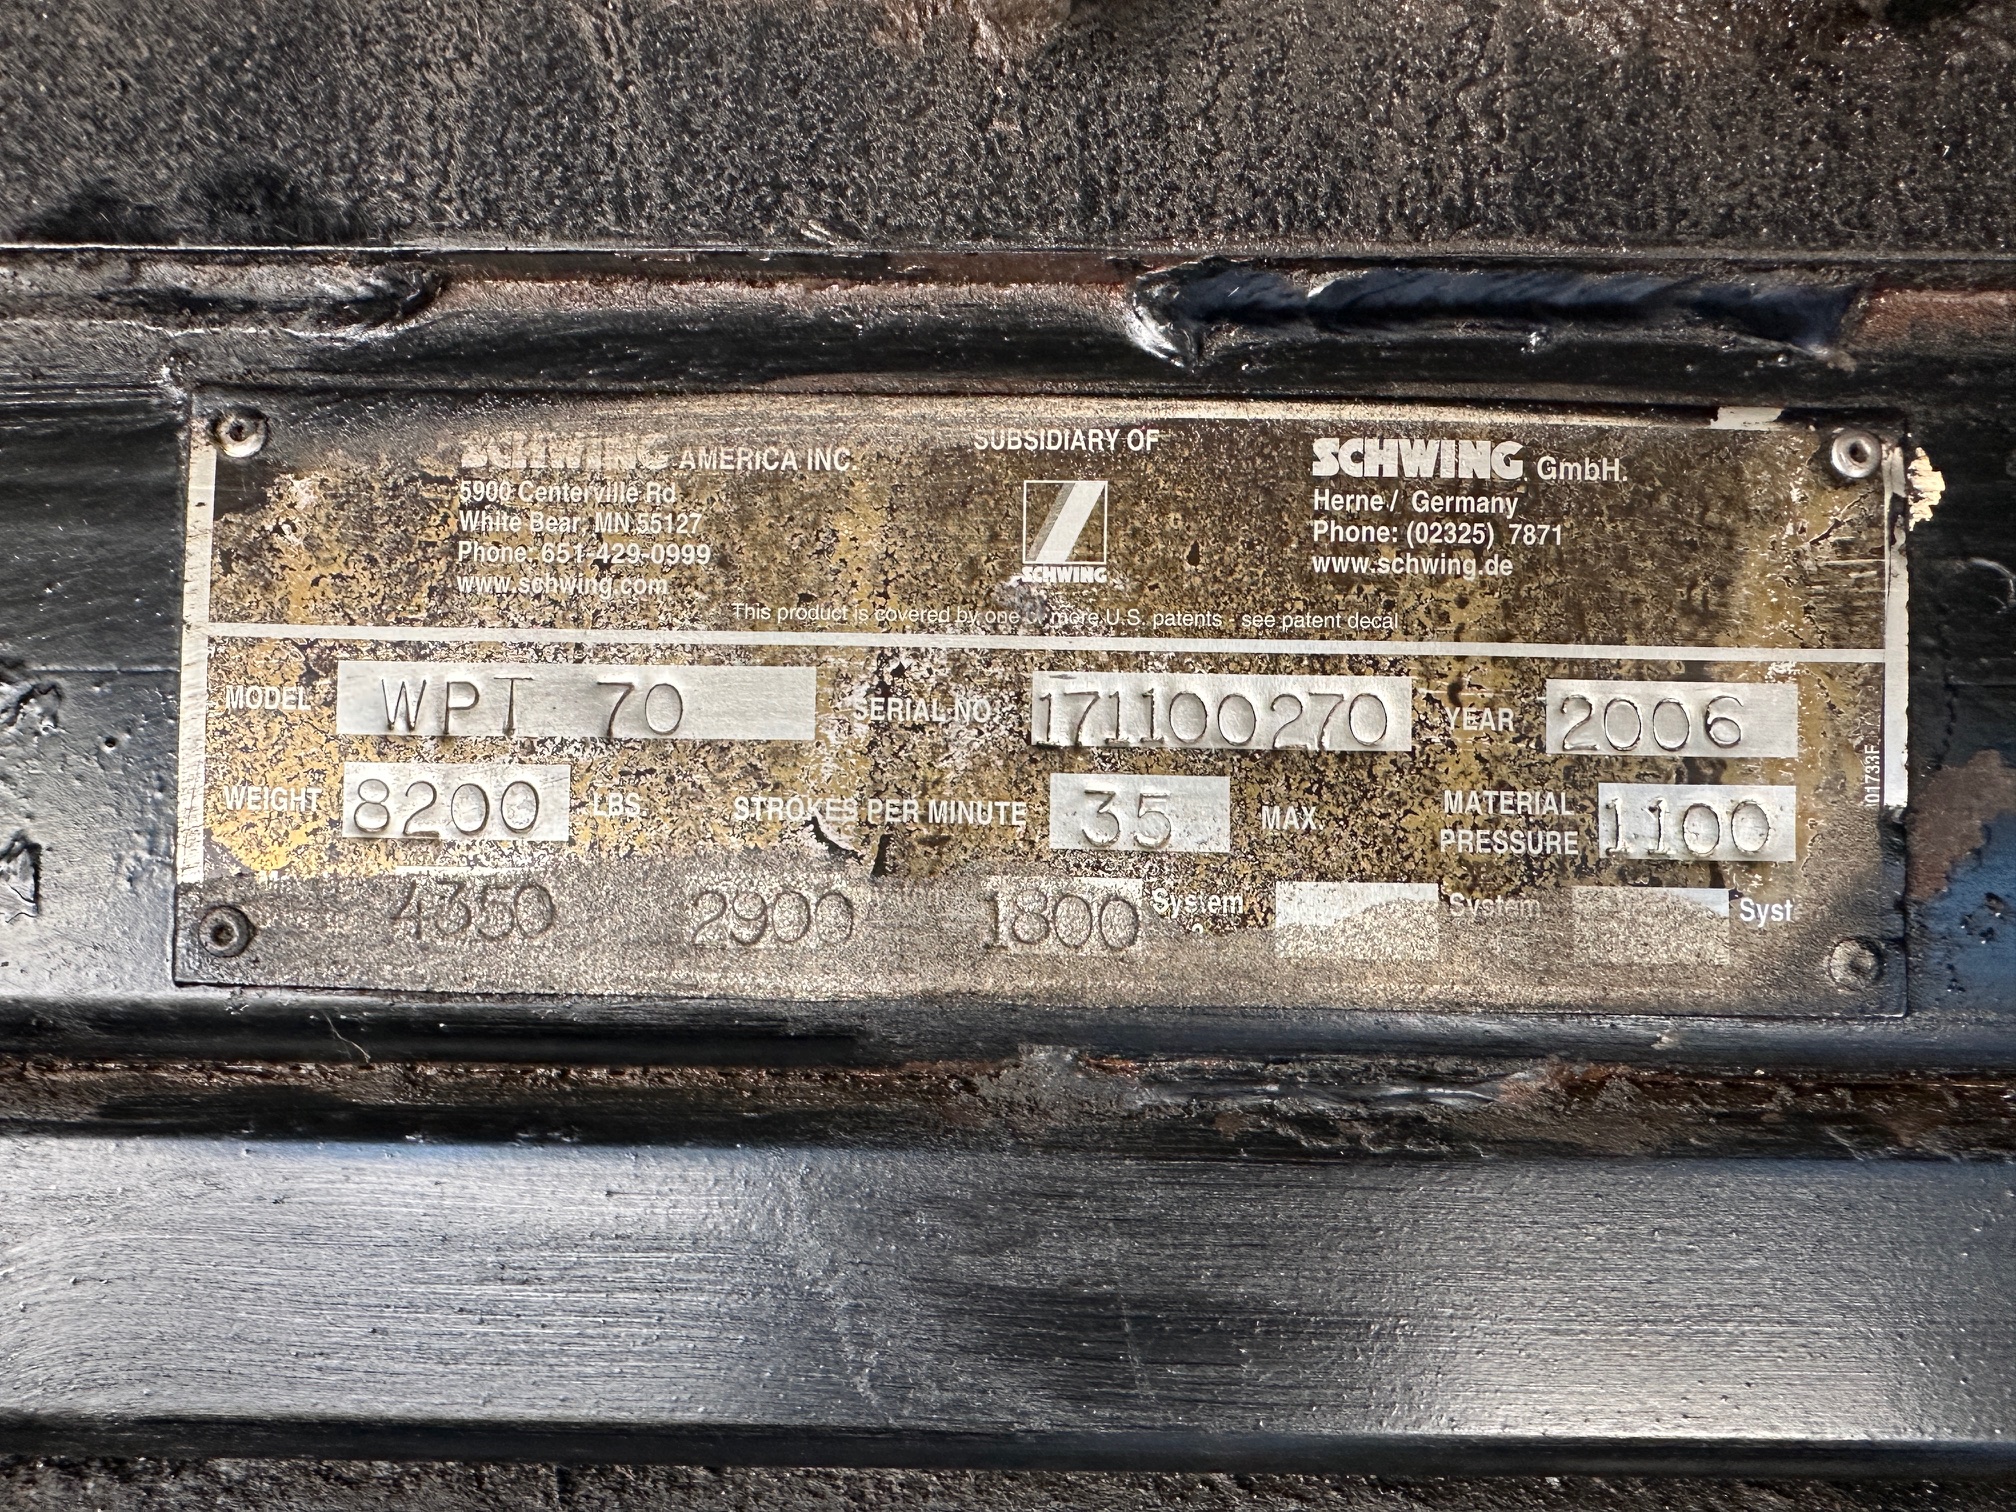 SCHWING AMERICA INC.
5900 Centerville Rd
White Bear, MN 55127
Phone: 651-429-0999
www.schwing.com
SUBSIDIARY OF
SCHWING
SCHWING GmbH.
Herne / Germany
Phone: (02325) 7871
www.schwing.de
This product is covered by one or more U.S. patents - see patent decal
MODEL WPT 70 SERIAL NO. 171100270 YEAR 2006
WEIGHT 8200 LBS. STROKES PER MINUTE 35 MAX. MATERIAL PRESSURE 1100
4350 2900 1800 System System Syst